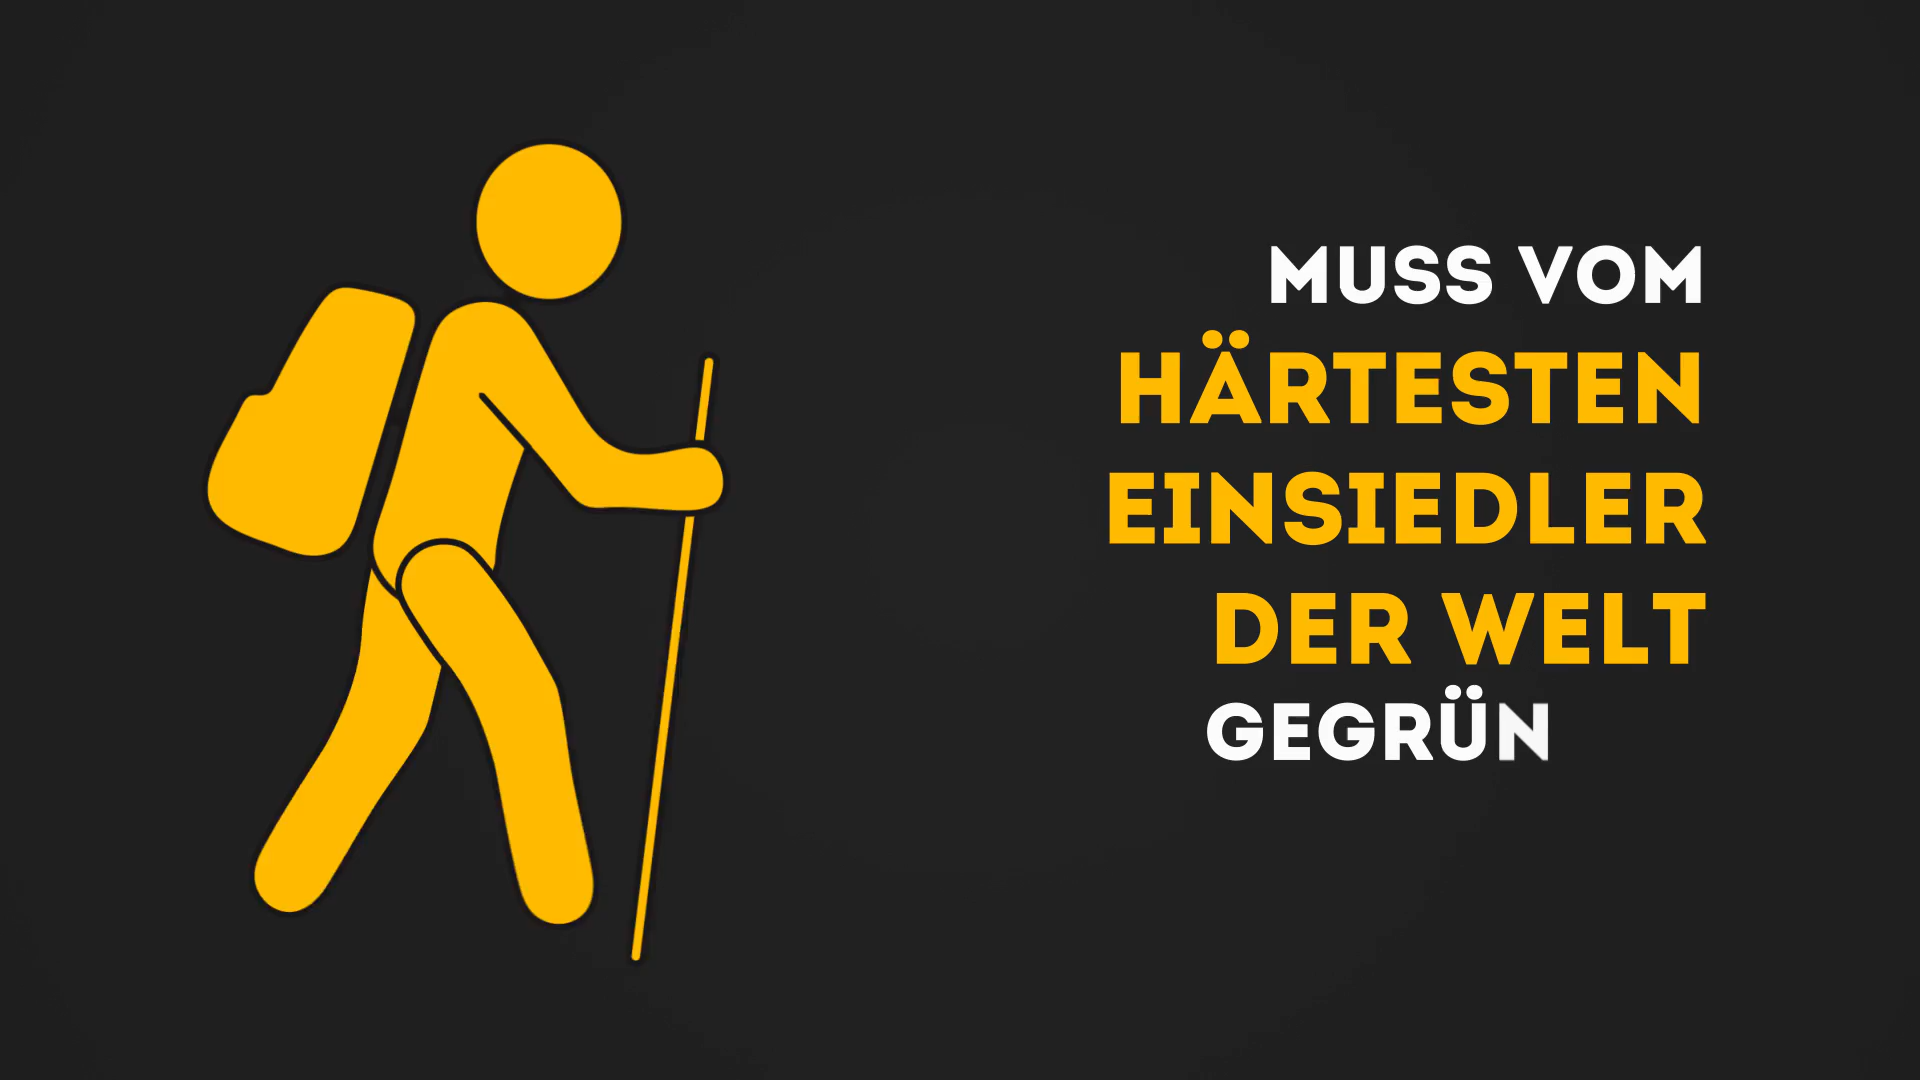 MUSS VOM
HÄRTESTEN
EINSIEDLER
DER WELT
GEGRÜN